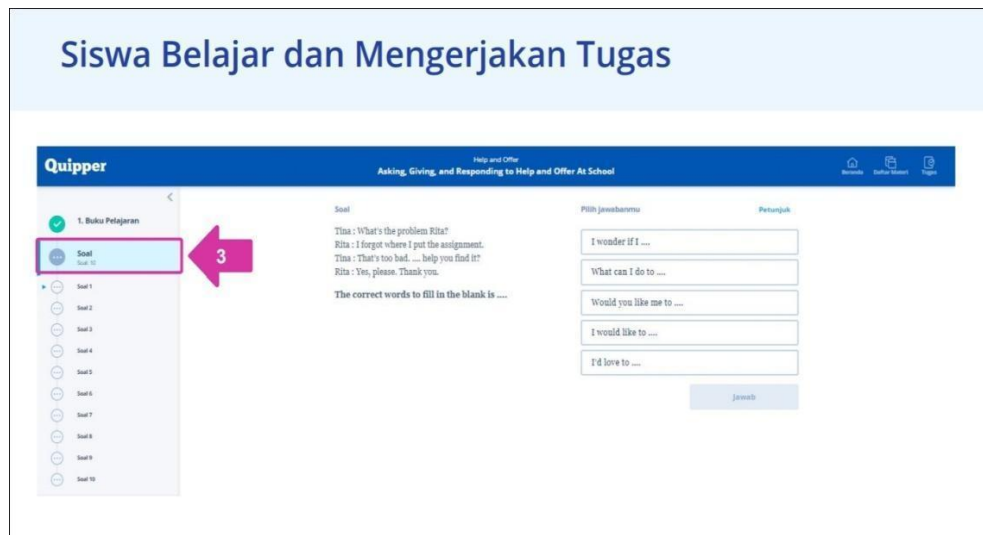 Siswa Belajar dan Mengerjakan Tugas
Quipper
Help and Offer
Asking, Giving, and Responding to Help and Offer At School
Beranda
Daftar Materi
Tugas
1. Buku Pelajaran
Soal
Soal: 10
3
Soal 1
Soal 2
Soal 3
Soal 4
Soal 5
Soal 6
Soal 7
Soal 8
Soal 9
Soal 10
Soal
Tina : What's the problem Rita?
Rita : I forgot where I put the assignment.
Tina : That's too bad. .... help you find it?
Rita : Yes, please. Thank you.
The correct words to fill in the blank is ....
Pilih jawabanmu
Petunjuk
I wonder if I ....
What can I do to ....
Would you like me to ....
I would like to ....
I'd love to ....
Jawab